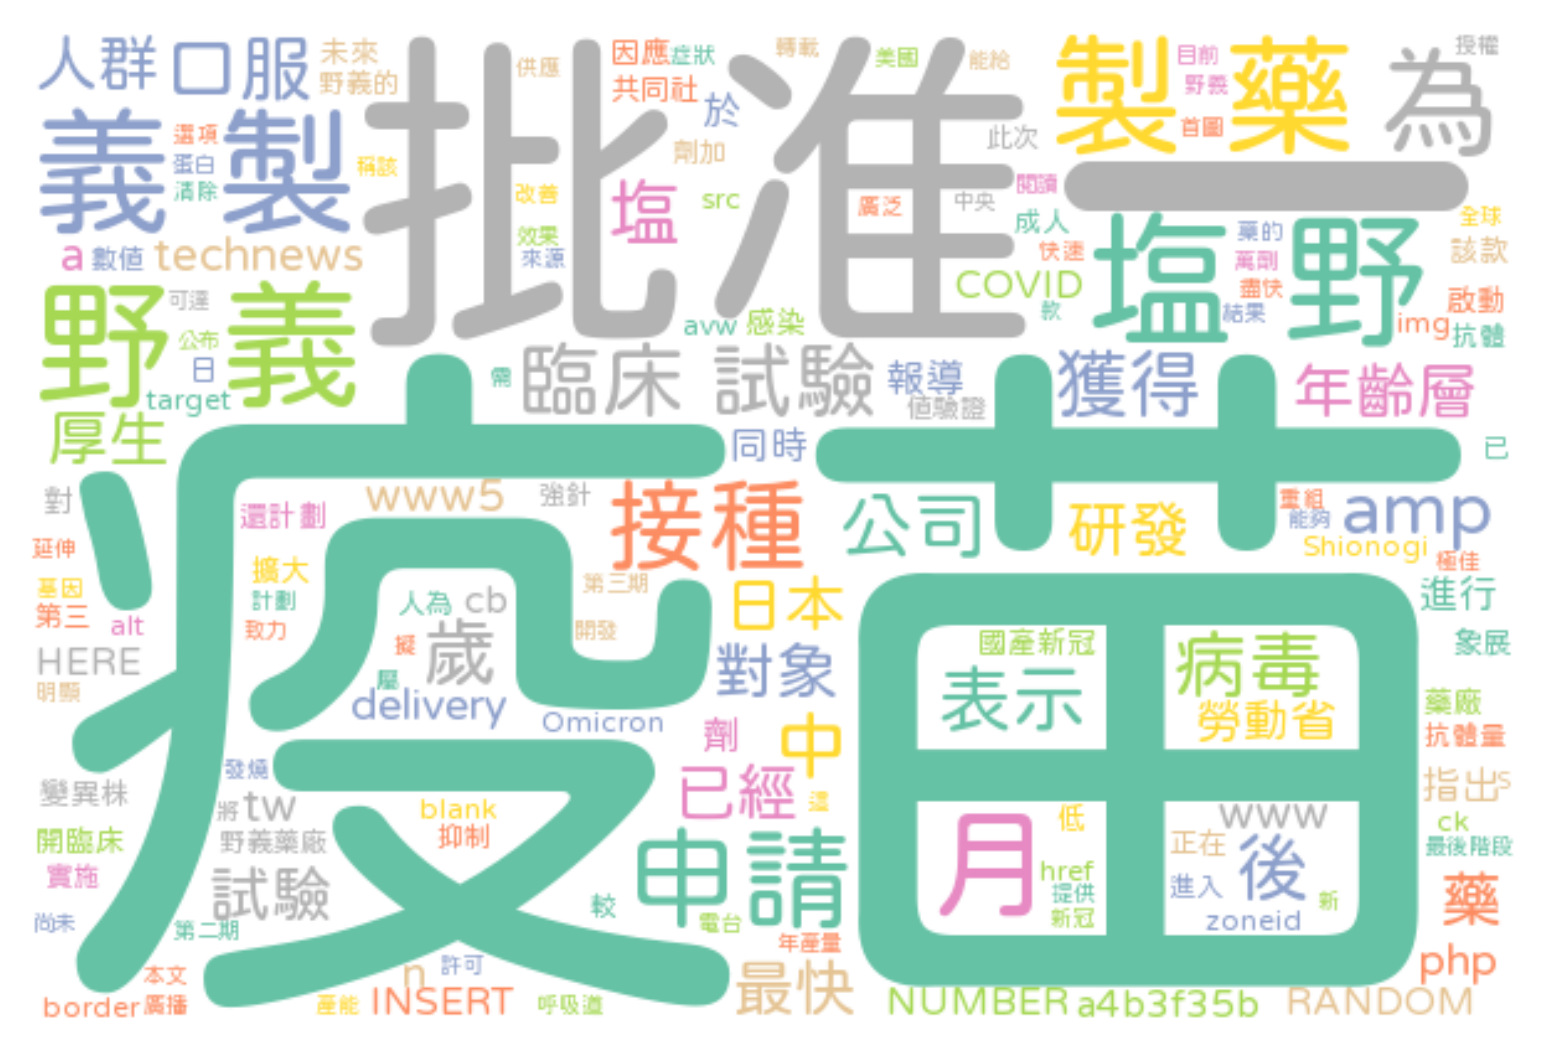 人群 口服 未來 供應 因應 症狀 轉載 美國 能給 製藥 目前 為 授權
野義的 共同社 野義
義製 選項 批准 於 此次 首圖
蛋白 稱該 劑加 一
清除 改善 塩 src 廣泛 中央 閱讀 成人 塩野 藥的 全球
a 數值 technews 效果 來源 COVID 快速 萬劑 該款
野義 可達 款 盡快 結果 啟動
公布 avw 感染 img 抗體
日 target 需 臨床 試驗 報導 值驗證 獲得 年齡層
厚生 疫苗 同時 已
對 www5 強針 接種 公司 研發 重組 能夠 amp
延伸 還計劃 Shionogi 極佳
基因 擴大 第三期 日本 進行
第三 計劃 人為 cb
alt 致力 擬 歲 開發 國產新冠 病毒 象展
HERE 對象 表示
明顯 屬 delivery Omicron 勞動省 藥廠
劑 中 抗體量
變異株 發燒 已經 這 指出 s
將 tw blank 月 低 www ck
開臨床 野義藥廠 抑制 申請 正在 後 最後階段
實施 試驗 href 進入 藥
尚未 第二期 較 電台 提供 新冠 zoneid 新
本文 n 許可 年產量 最快 php
border 廣播 產能 INSERT 呼吸道 NUMBER a4b3f35b RANDOM